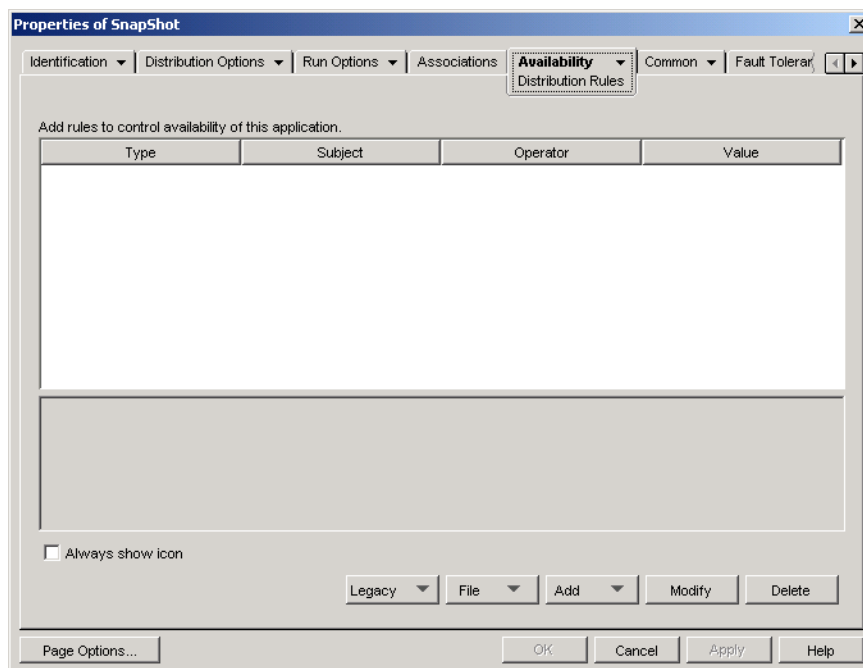 Properties of SnapShot
Identification Distribution Options Run Options Associations Availability Common Fault Toleran
Distribution Rules
Add rules to control availability of this application.
Type Subject Operator Value
Always show icon
Legacy File Add Modify Delete
Page Options... OK Cancel Apply Help